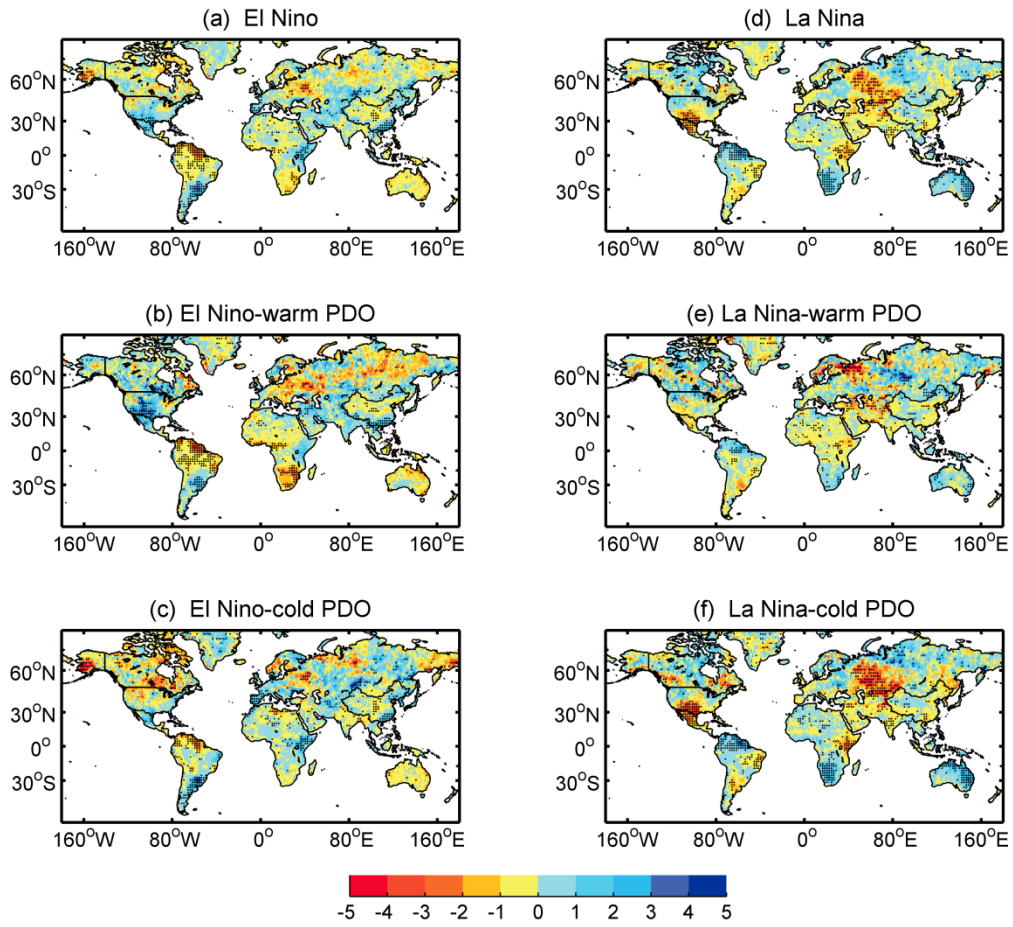 (a) El Nino
(d) La Nina
60°N
30°N
0°
30°S
160°W 80°W 0° 80°E 160°E
60°N
30°N
0°
30°S
160°W 80°W 0° 80°E 160°E
(b) El Nino-warm PDO
(e) La Nina-warm PDO
60°N
30°N
0°
30°S
160°W 80°W 0° 80°E 160°E
60°N
30°N
0°
30°S
160°W 80°W 0° 80°E 160°E
(c) El Nino-cold PDO
(f) La Nina-cold PDO
60°N
30°N
0°
30°S
160°W 80°W 0° 80°E 160°E
60°N
30°N
0°
30°S
160°W 80°W 0° 80°E 160°E
-5 -4 -3 -2 -1 0 1 2 3 4 5